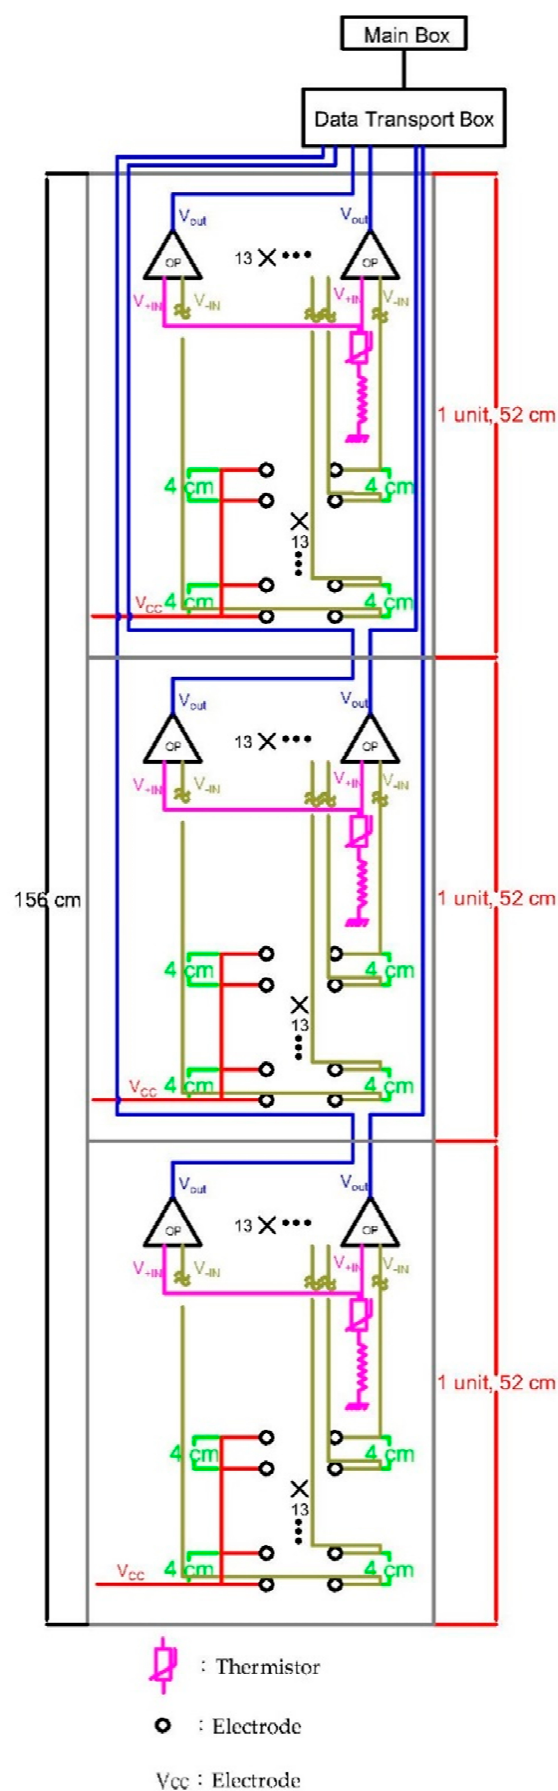 Main Box
Data Transport Box
Vout Vout
OP 13 × ••• OP
V+IN V-IN V+IN V-IN
1 unit, 52 cm
4 cm 4 cm
×
13
4 cm 4 cm
VCC
Vout Vout
OP 13 × ••• OP
V+IN V-IN V+IN V-IN
156 cm 1 unit, 52 cm
4 cm 4 cm
×
13
4 cm 4 cm
VCC
Vout Vout
OP 13 × ••• OP
V+IN V-IN V+IN V-IN
1 unit, 52 cm
4 cm 4 cm
×
13
4 cm 4 cm
VCC
: Thermistor
: Electrode
Vcc : Electrode